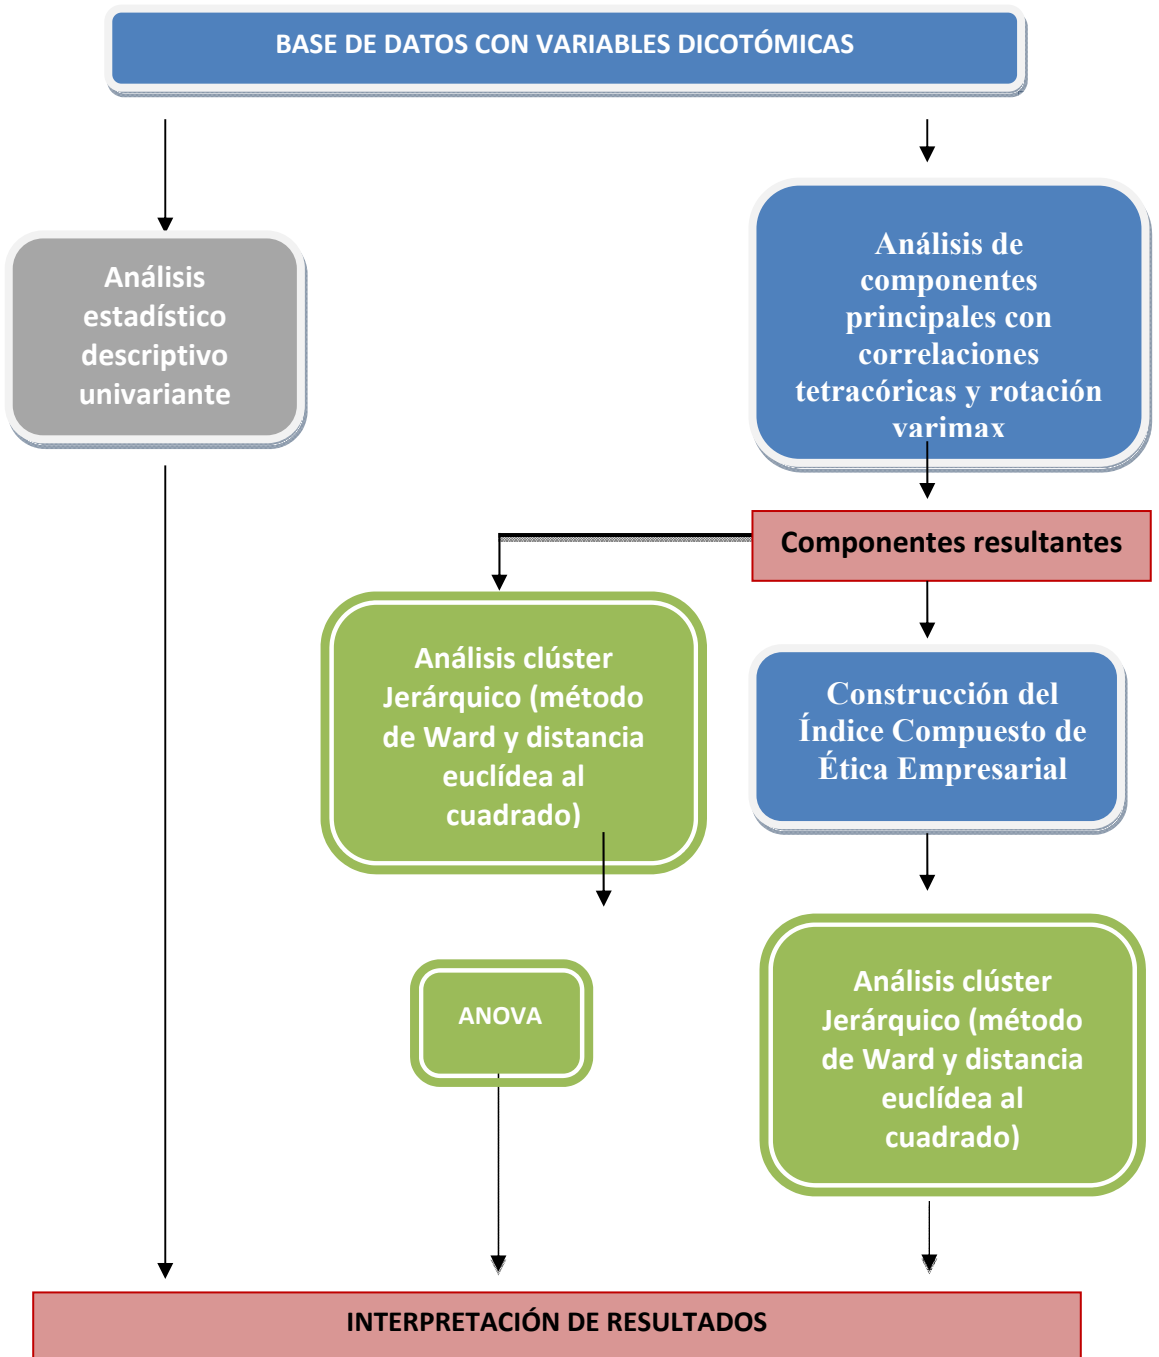 BASE DE DATOS CON VARIABLES DICOTÓMICAS
Análisis
estadístico
descriptivo
univariante
Análisis de
componentes
principales con
correlaciones
tetracóricas y rotación
varimax
Componentes resultantes
Análisis clúster
Jerárquico (método
de Ward y distancia
euclídea al
cuadrado)
Construcción del
Índice Compuesto de
Ética Empresarial
ANOVA
Análisis clúster
Jerárquico (método
de Ward y distancia
euclídea al
cuadrado)
INTERPRETACIÓN DE RESULTADOS